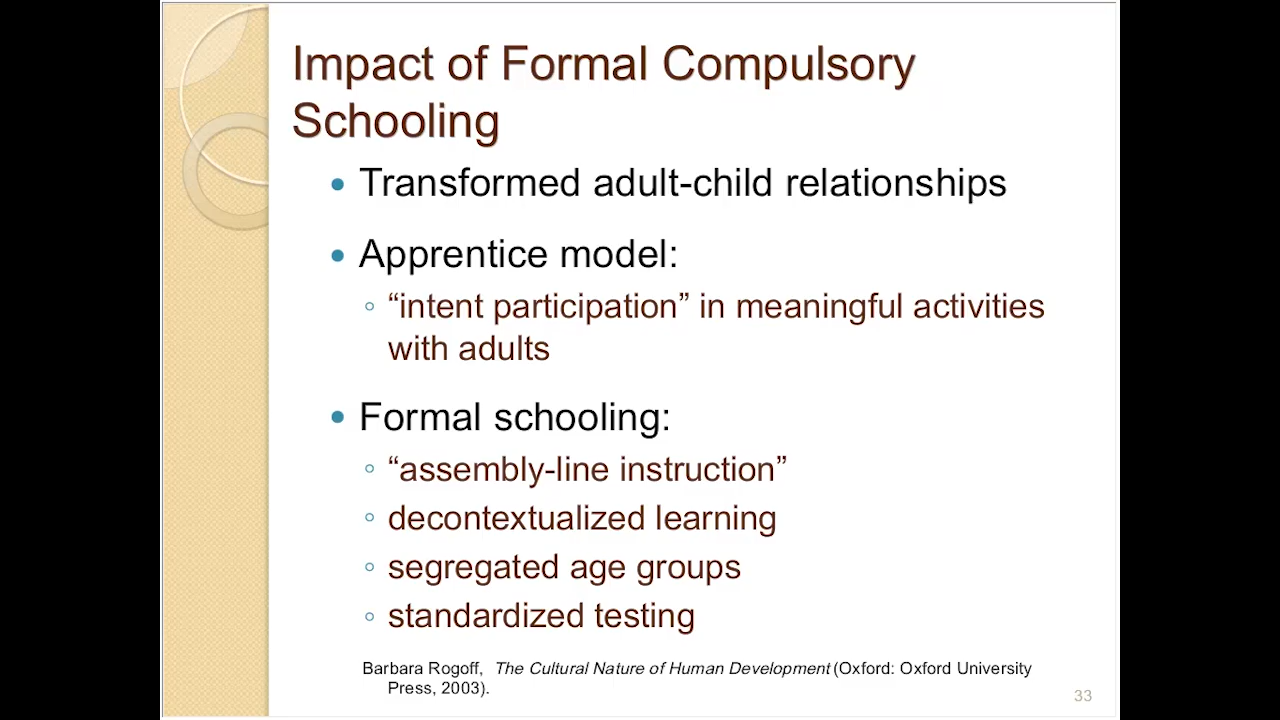 Impact of Formal Compulsory
Schooling
• Transformed adult-child relationships
• Apprentice model:
◦ “intent participation” in meaningful activities
with adults
• Formal schooling:
◦ “assembly-line instruction”
◦ decontextualized learning
◦ segregated age groups
◦ standardized testing
Barbara Rogoff, The Cultural Nature of Human Development (Oxford: Oxford University
Press, 2003).
33